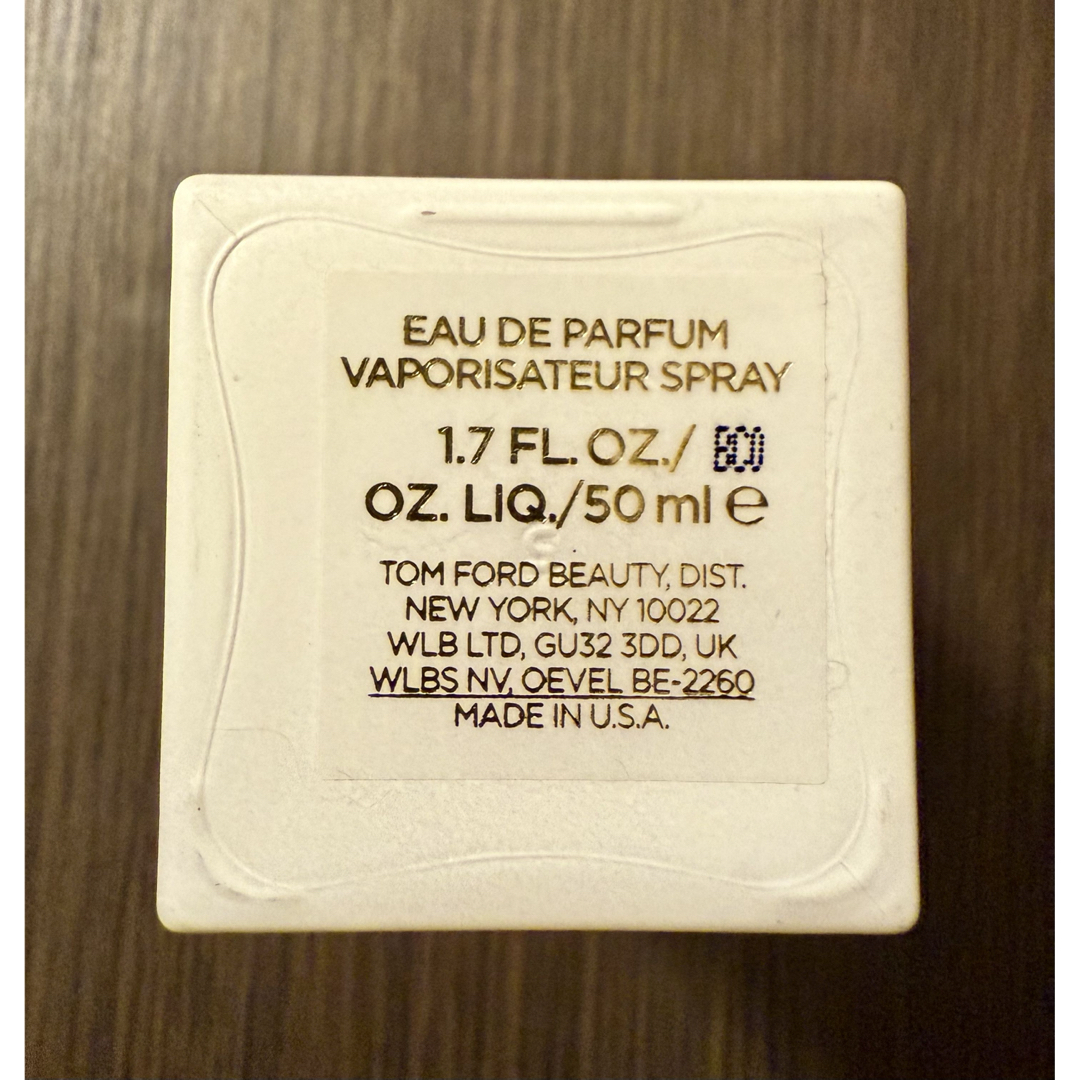 EAU DE PARFUM
VAPORISATEUR SPRAY
1.7 FL. OZ./
OZ. LIQ./50 ml e
TOM FORD BEAUTY, DIST.
NEW YORK, NY 10022
WLB LTD, GU32 3DD, UK
WLBS NV, OEVEL BE-2260
MADE IN U.S.A.